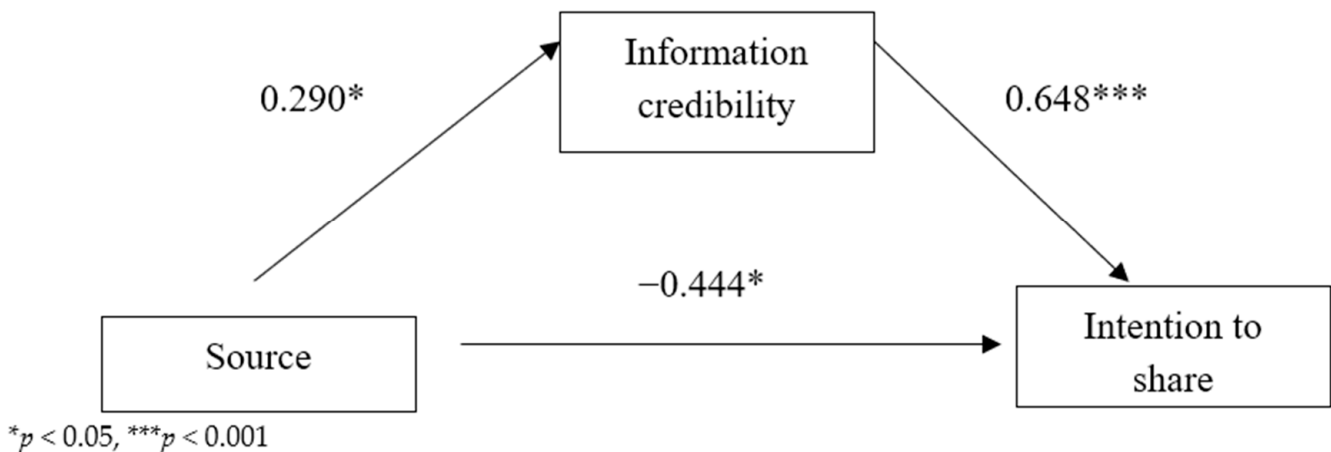 Information
credibility
0.290*
0.648***
−0.444*
Source
Intention to
share
*p < 0.05, ***p < 0.001